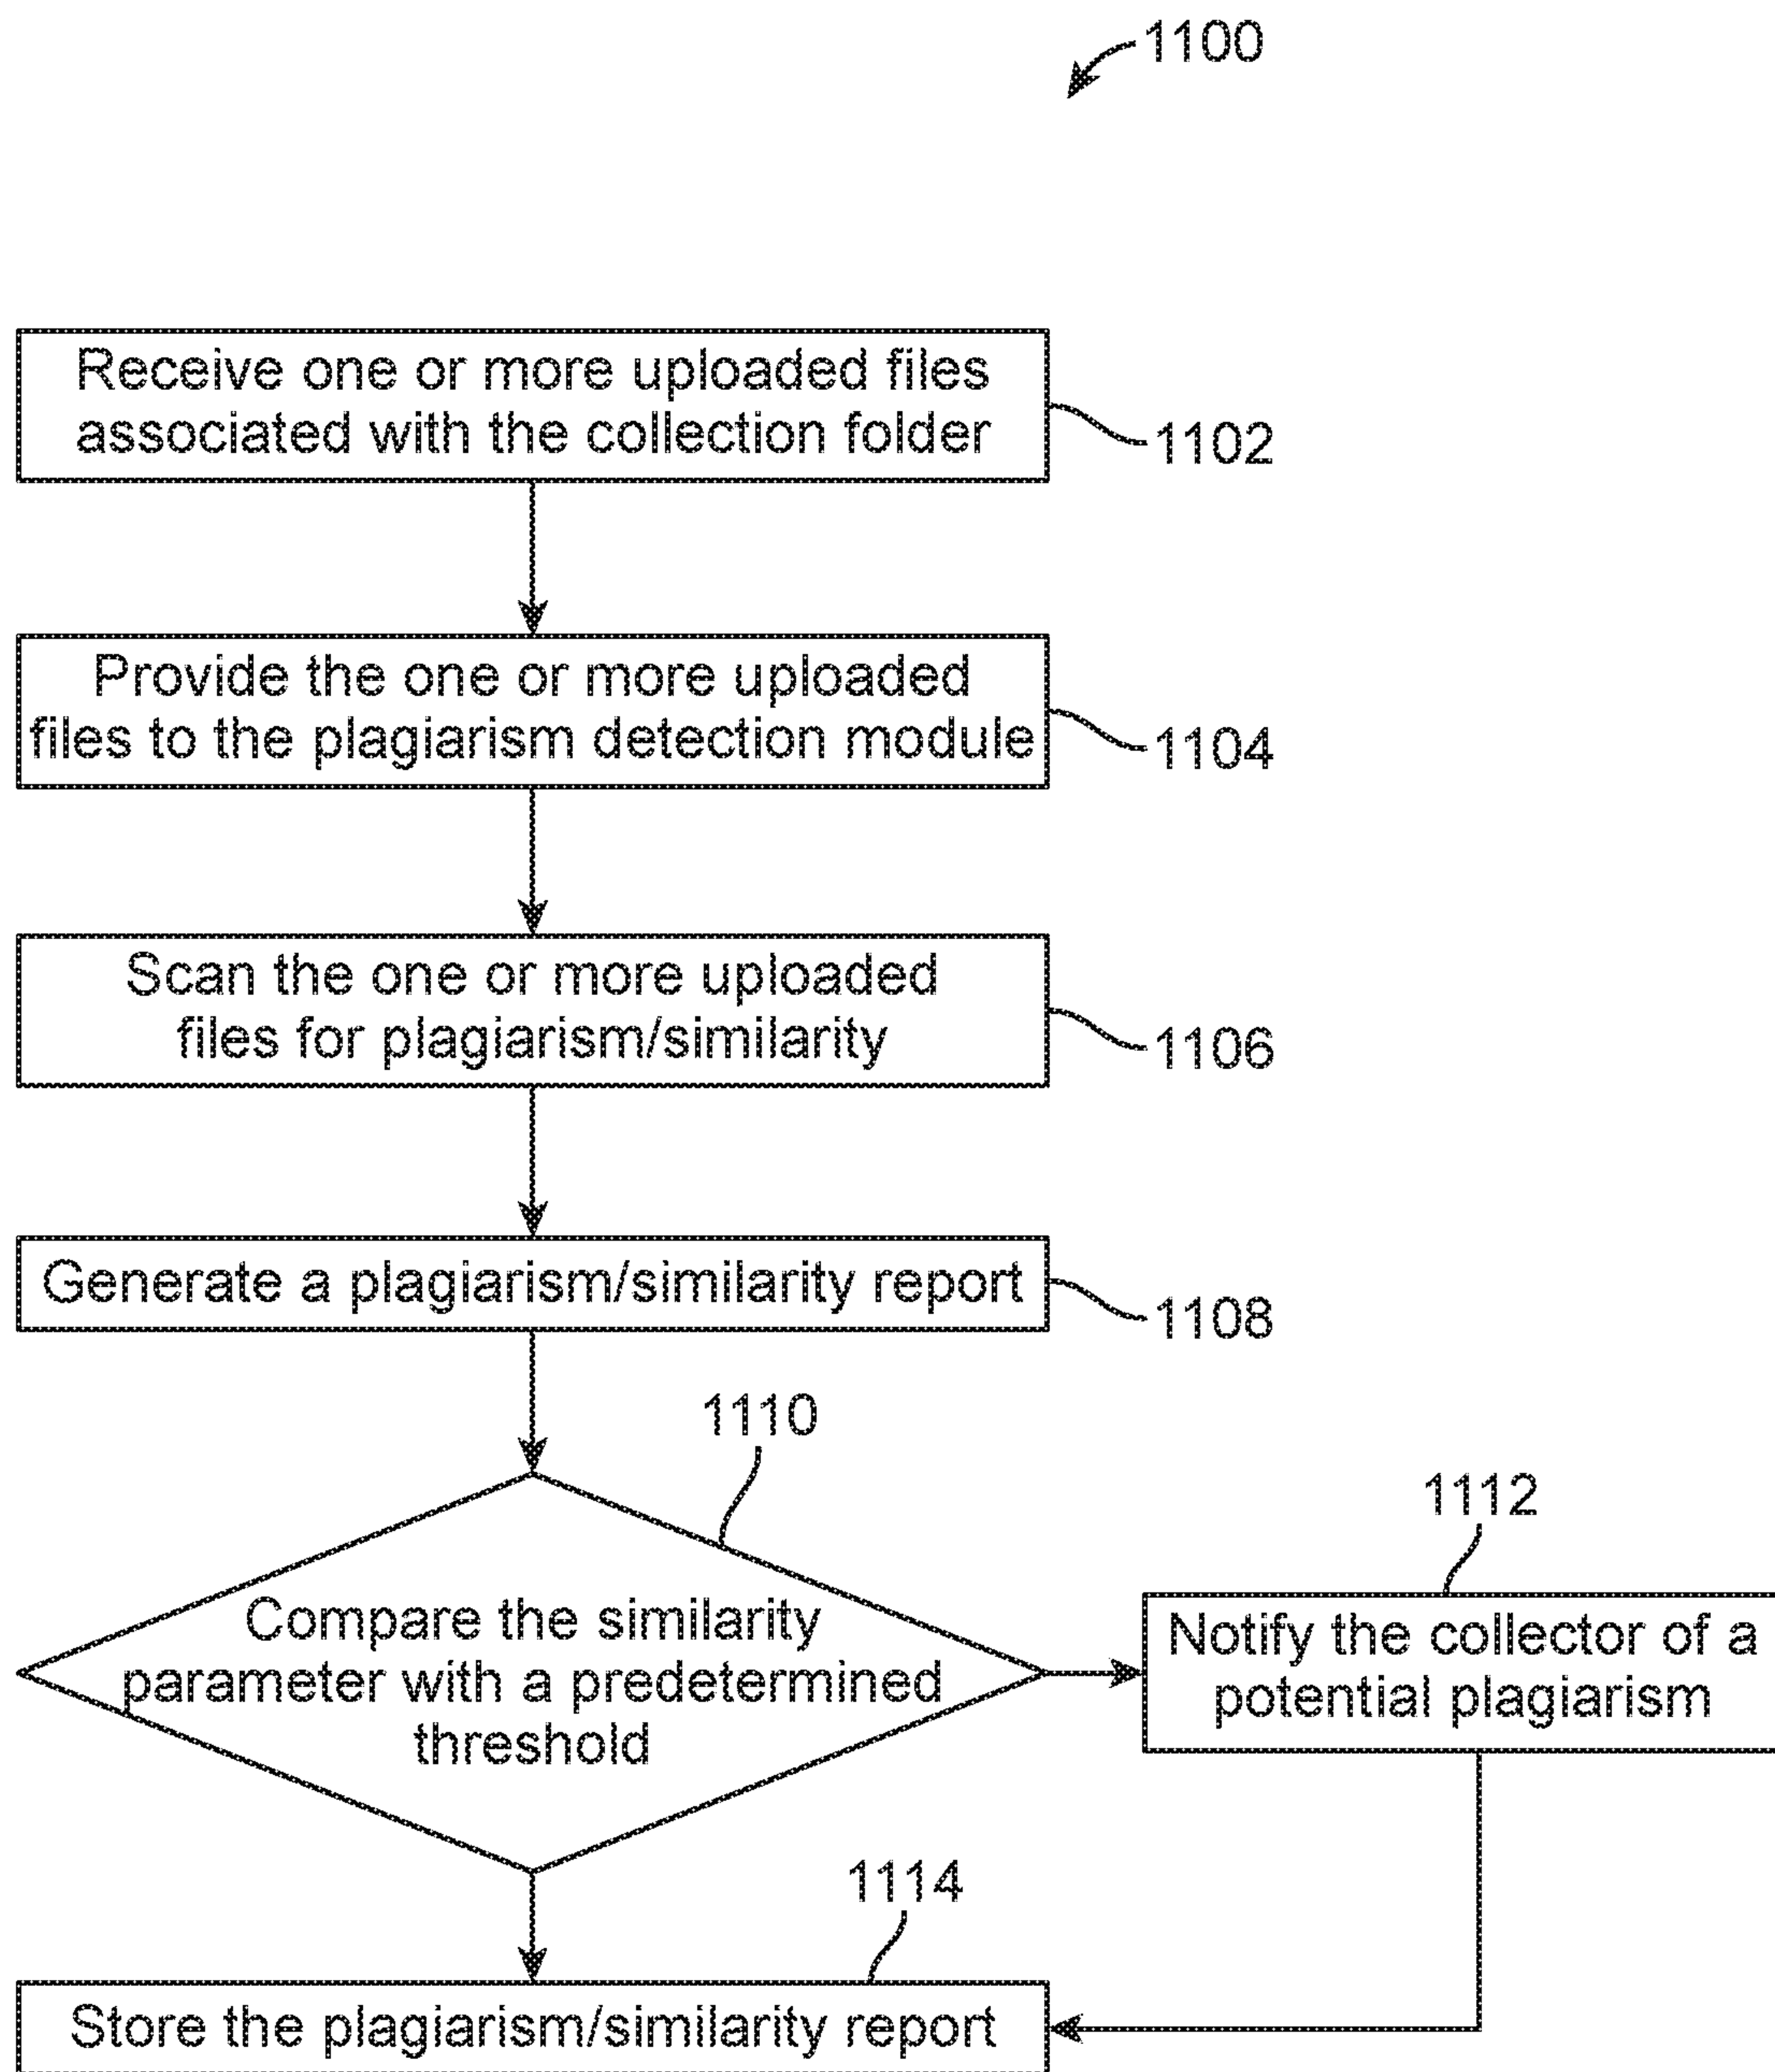 1100
Receive one or more uploaded files
associated with the collection folder
1102
Provide the one or more uploaded
files to the plagiarism detection module
1104
Scan the one or more uploaded
files for plagiarism/similarity
1106
Generate a plagiarism/similarity report
1108
1110
Compare the similarity
parameter with a predetermined
threshold
1112
Notify the collector of a
potential plagiarism
1114
Store the plagiarism/similarity report